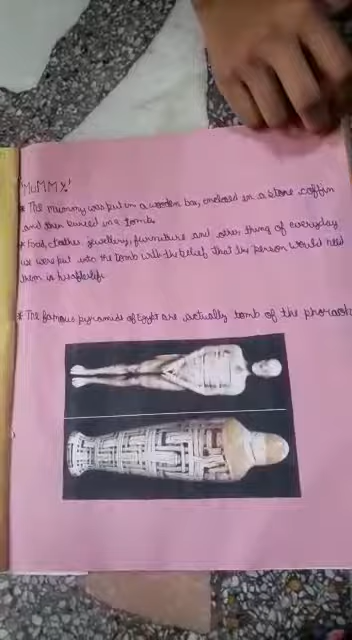 'MUMMY'
* The mummy was put in a wooden box, enclosed in a stone coffin
and then buried in a tomb.
* Food, clothes, jewellery, furniture and other thing of everyday
use were put into the tomb with the belief that the person would need
them in his afterlife
* The famous pyramids of Egypt are actually tomb of the pharaoh